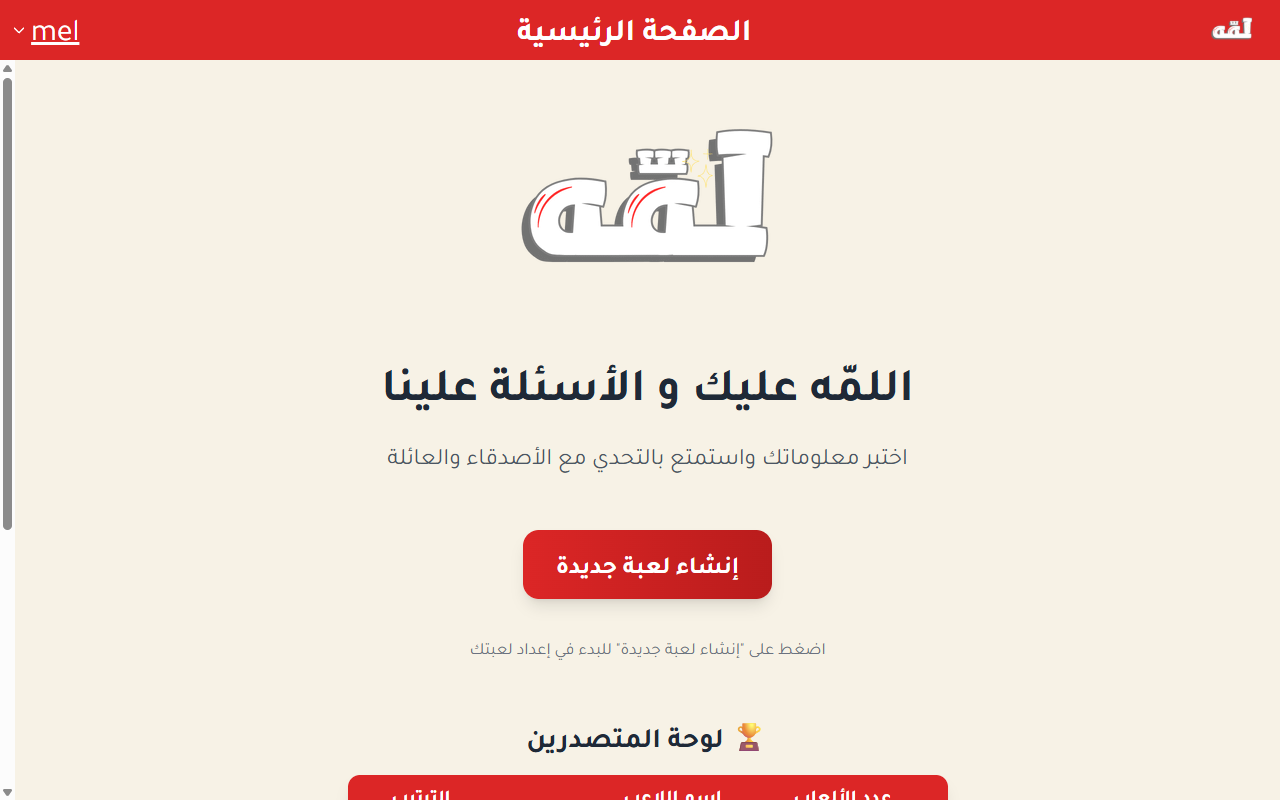 لمّه
الصفحة الرئيسية
mel
لمّه
اللمّه عليك و الأسئلة علينا
اختبر معلوماتك واستمتع بالتحدي مع الأصدقاء والعائلة
إنشاء لعبة جديدة
اضغط على "إنشاء لعبة جديدة" للبدء في إعداد لعبتك
🏆 لوحة المتصدرين
عدد الألعاب اسم اللاعب الترتيب